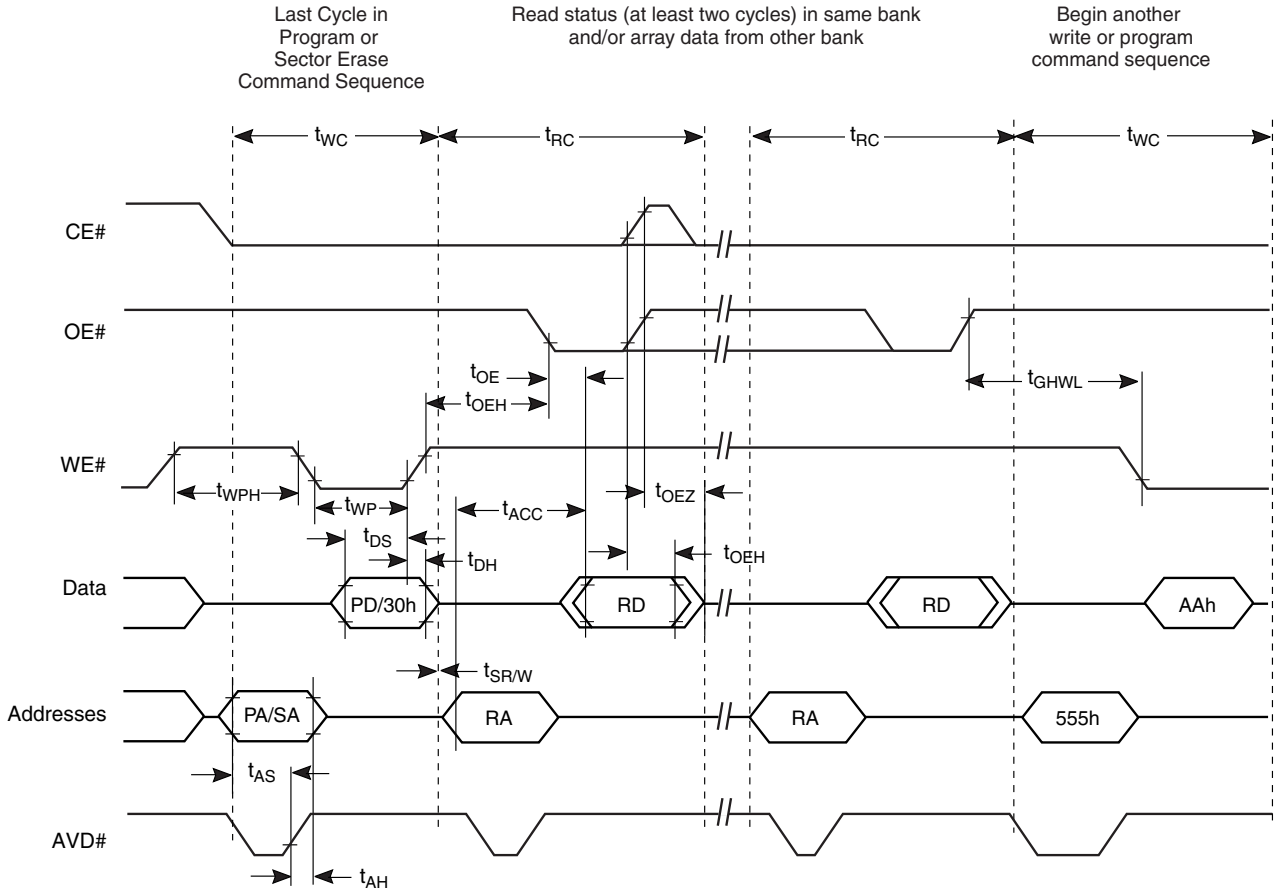 Last Cycle in
Program or
Sector Erase
Command Sequence
Read status (at least two cycles) in same bank
and/or array data from other bank
Begin another
write or program
command sequence
tWC
tRC
tRC
tWC
CE#
OE#
tOE
tOEH
tGHWL
WE#
tWPH
tWP
tACC
tOEZ
tDS
tDH
tOEH
Data
PD/30h
RD
RD
AAh
tSR/W
Addresses
PA/SA
RA
RA
555h
tAS
AVD#
tAH